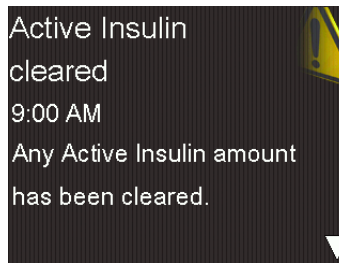 Active Insulin
cleared
9:00 AM
Any Active Insulin amount
has been cleared.